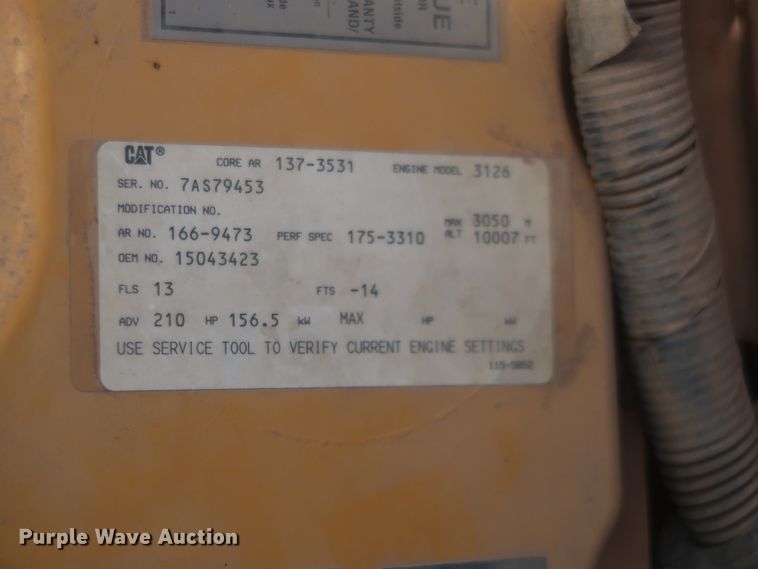 CAT®
CORE AR 137-3531 ENGINE MODEL 3126
SER. NO. 7AS79453
MODIFICATION NO.
AR NO. 166-9473 PERF SPEC 175-3310 MAX 3050 M
ALT 10007 FT
OEM NO. 15043423
FLS 13 FTS -14
ADV 210 HP 156.5 kW MAX HP kW
USE SERVICE TOOL TO VERIFY CURRENT ENGINE SETTINGS
115-5852
Purple Wave Auction